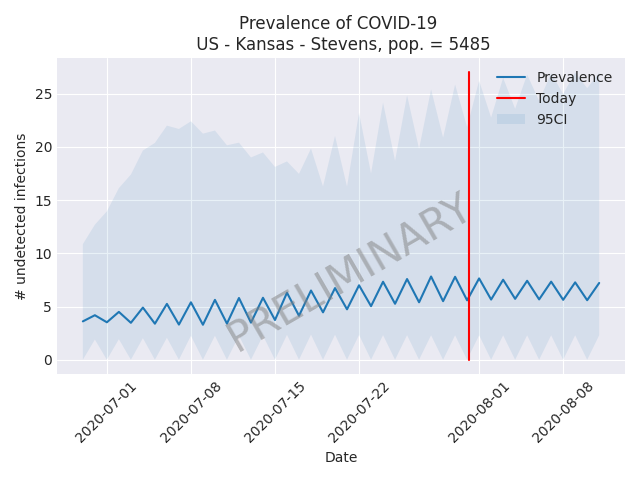 Prevalence of COVID-19
US - Kansas - Stevens, pop. = 5485
Prevalence
Today
95CI
# undetected infections
25
20
15
10
5
0
PRELIMINARY
2020-07-01
2020-07-08
2020-07-15
2020-07-22
2020-08-01
2020-08-08
Date